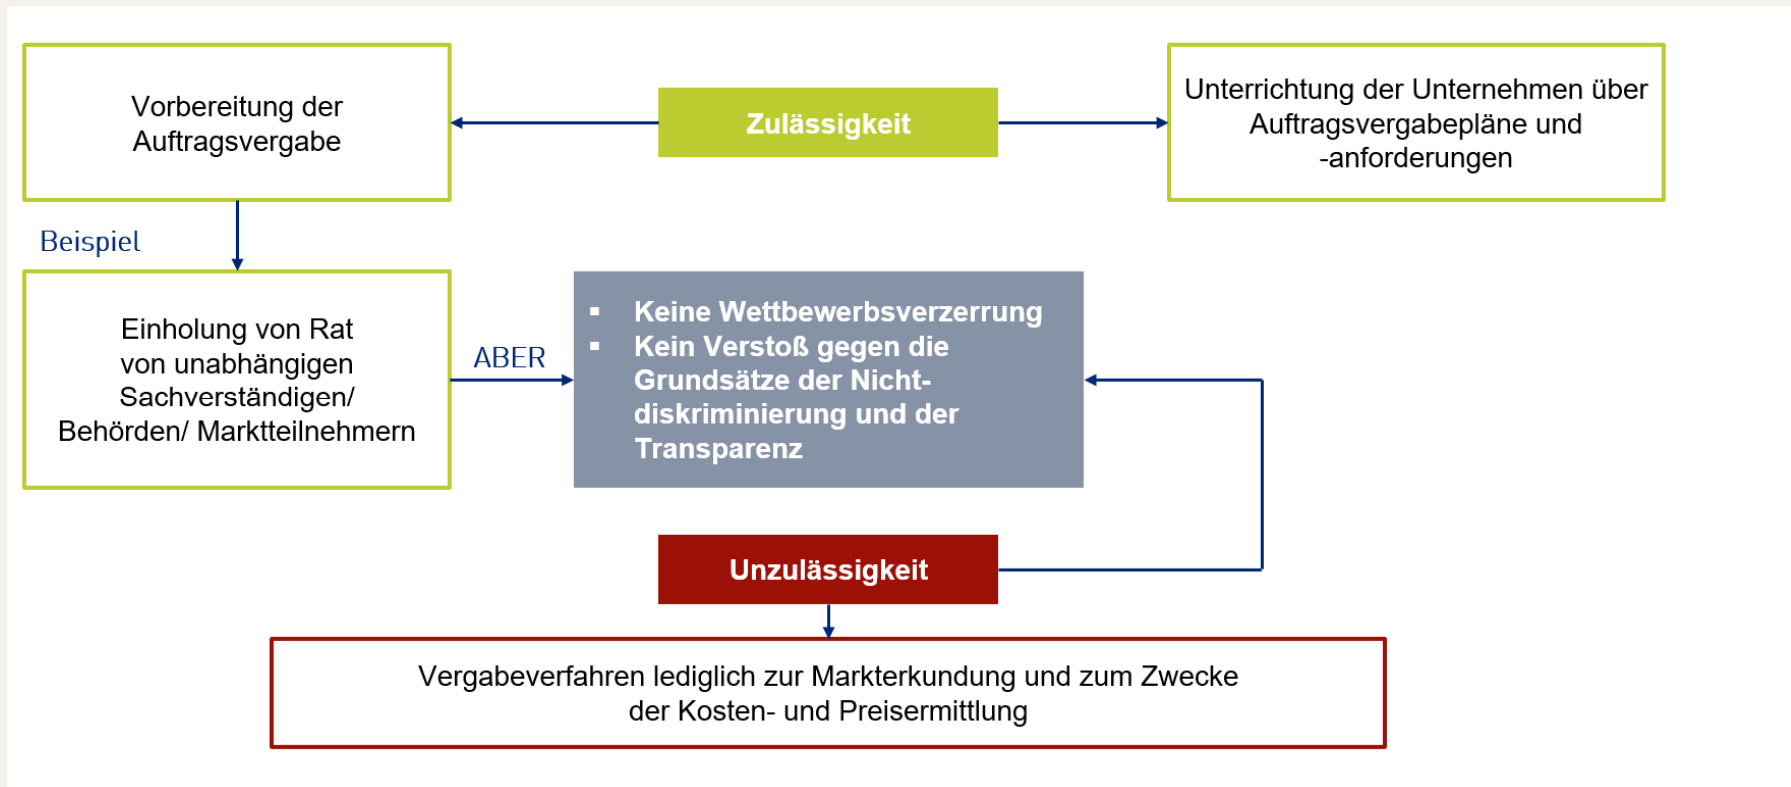 Vorbereitung der
Auftragsvergabe
Zulässigkeit
Unterrichtung der Unternehmen über
Auftragsvergabepläne und
-anforderungen
Beispiel
Einholung von Rat
von unabhängigen
Sachverständigen/
Behörden/ Marktteilnehmern
ABER
▪ Keine Wettbewerbsverzerrung
▪ Kein Verstoß gegen die
Grundsätze der Nicht-
diskriminierung und der
Transparenz
Unzulässigkeit
Vergabeverfahren lediglich zur Markterkundung und zum Zwecke
der Kosten- und Preisermittlung